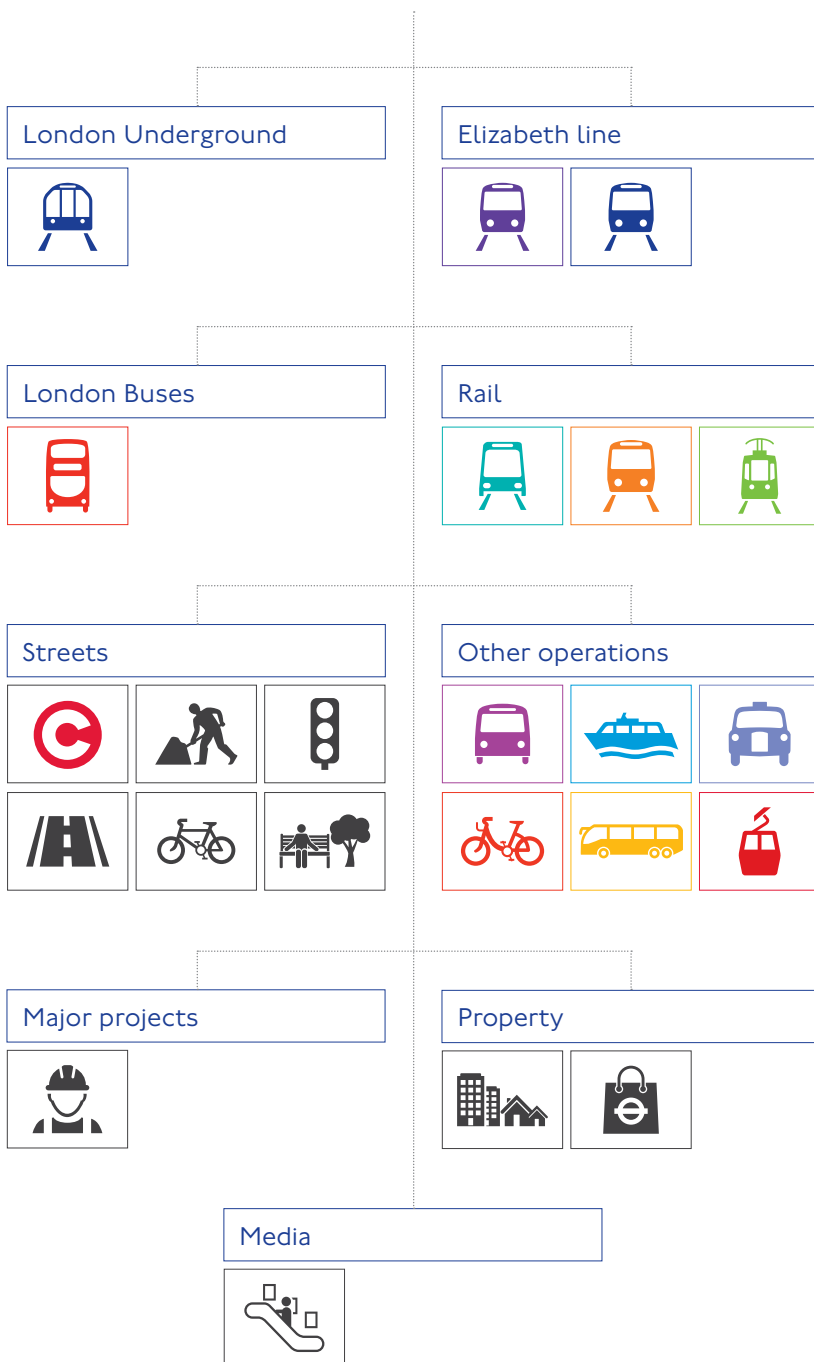 London Underground
Elizabeth line
London Buses
Rail
Streets
Other operations
Major projects
Property
Media